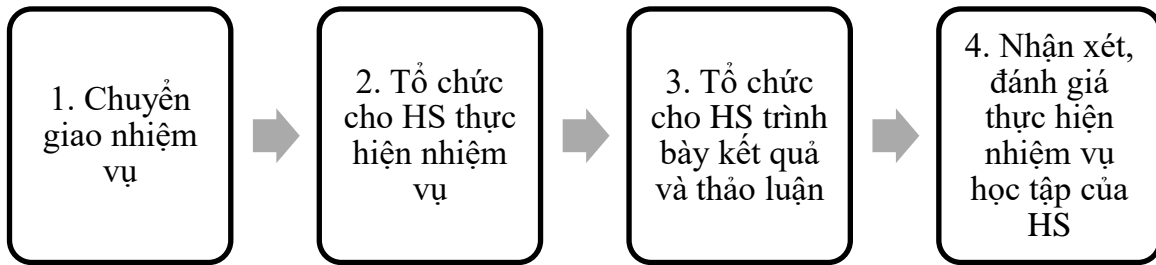 1. Chuyển
giao nhiệm
vụ
2. Tổ chức
cho HS thực
hiện nhiệm
vụ
3. Tổ chức
cho HS trình
bày kết quả
và thảo luận
4. Nhận xét,
đánh giá
thực hiện
nhiệm vụ
học tập của
HS